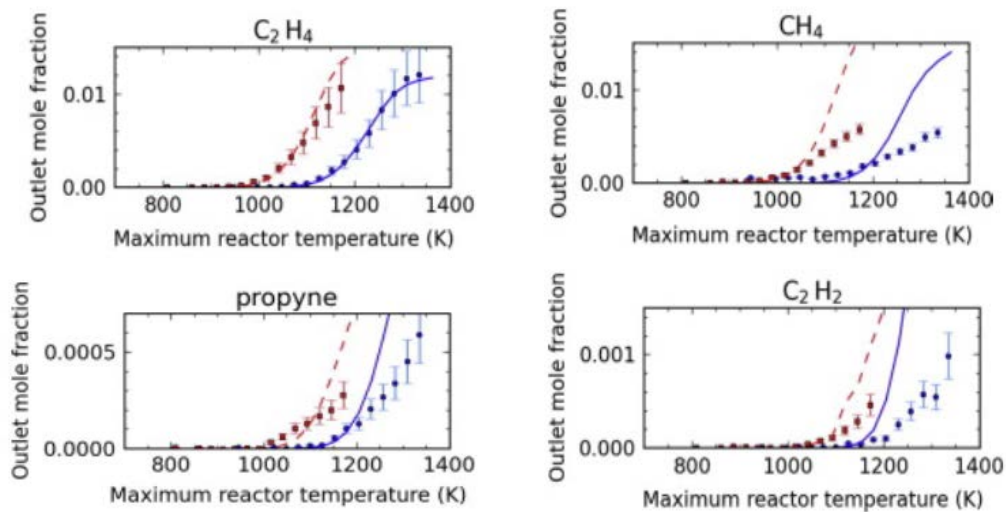 C₂H₄
Outlet mole fraction
0.01
0.00
800 1000 1200 1400
Maximum reactor temperature (K)
CH₄
Outlet mole fraction
0.01
0.00
800 1000 1200 1400
Maximum reactor temperature (K)
propyne
Outlet mole fraction
0.0005
0.0000
800 1000 1200 1400
Maximum reactor temperature (K)
C₂H₂
Outlet mole fraction
0.001
0.000
800 1000 1200 1400
Maximum reactor temperature (K)